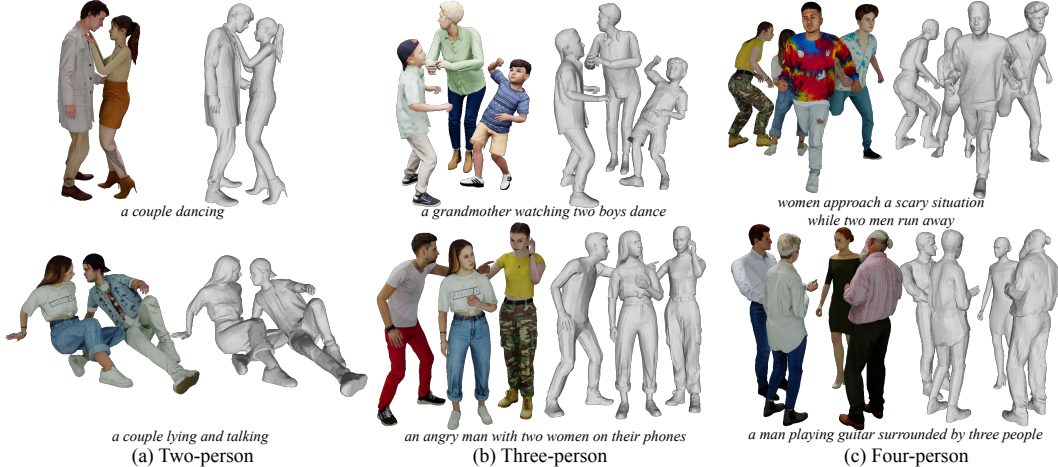 a couple dancing
a grandmother watching two boys dance
women approach a scary situation
while two men run away
a couple lying and talking
an angry man with two women on their phones
a man playing guitar surrounded by three people
(a) Two-person
(b) Three-person
(c) Four-person